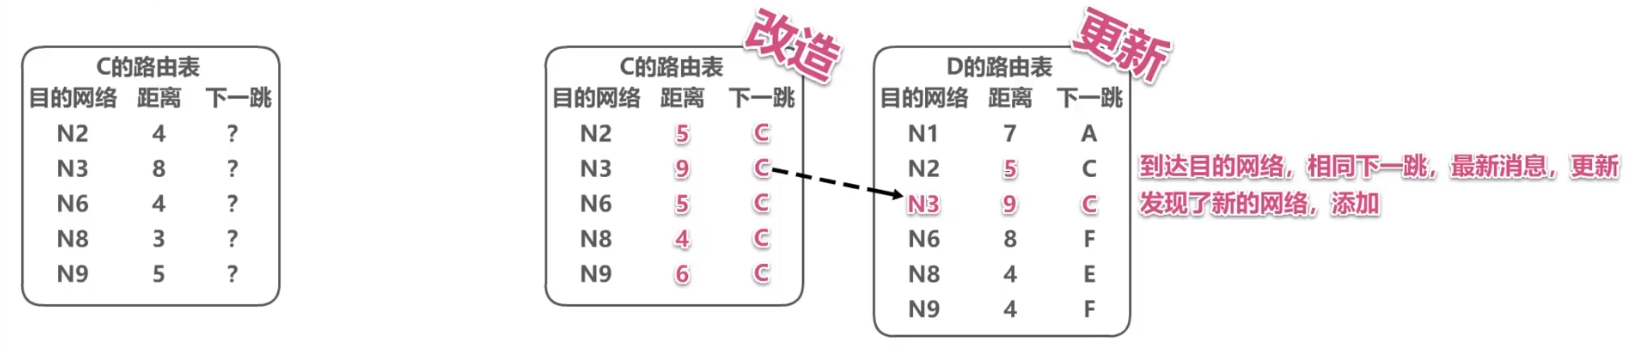 C的路由表
目的网络 距离 下一跳
N2 4 ?
N3 8 ?
N6 4 ?
N8 3 ?
N9 5 ?
改造
C的路由表
目的网络 距离 下一跳
N2 5 C
N3 9 C
N6 5 C
N8 4 C
N9 6 C
更新
D的路由表
目的网络 距离 下一跳
N1 7 A
N2 5 C
N3 9 C
N6 8 F
N8 4 E
N9 4 F
到达目的网络，相同下一跳，最新消息，更新
发现了新的网络，添加